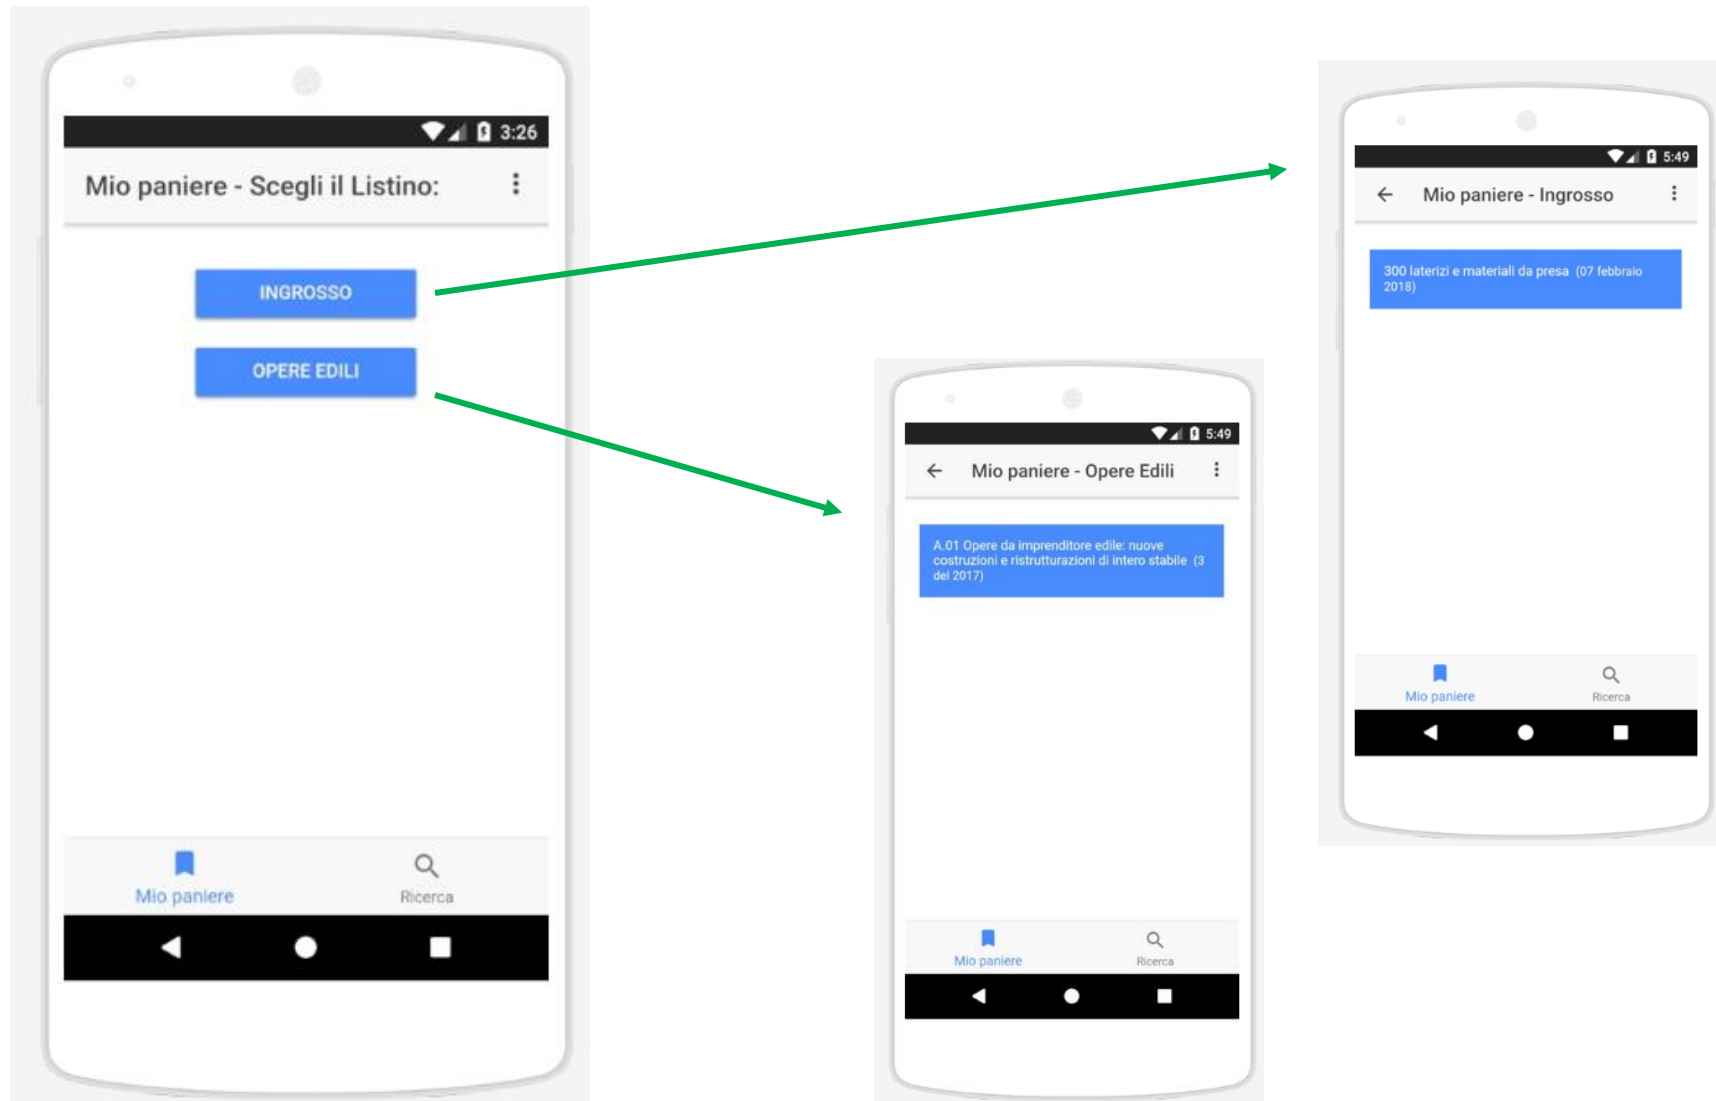 3:26
Mio paniere - Scegli il Listino:
INGROSSO
OPERE EDILI
Mio paniere
Ricerca
5:49
Mio paniere - Opere Edili
A.01 Opere da imprenditore edile: nuove
costruzioni e ristrutturazioni di intero stabile (3
del 2017)
Mio paniere
Ricerca
5:49
Mio paniere - Ingrosso
300 laterizi e materiali da presa (07 febbraio
2018)
Mio paniere
Ricerca